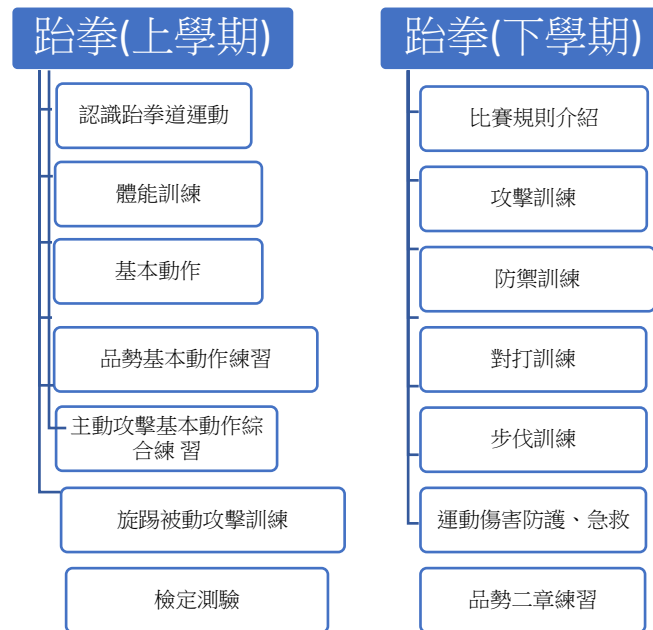 跆拳(上學期)
認識跆拳道運動
體能訓練
基本動作
品勢基本動作練習
主動攻擊基本動作綜
合練 習
旋踢被動攻擊訓練
檢定測驗
跆拳(下學期)
比賽規則介紹
攻擊訓練
防禦訓練
對打訓練
步伐訓練
運動傷害防護、急救
品勢二章練習